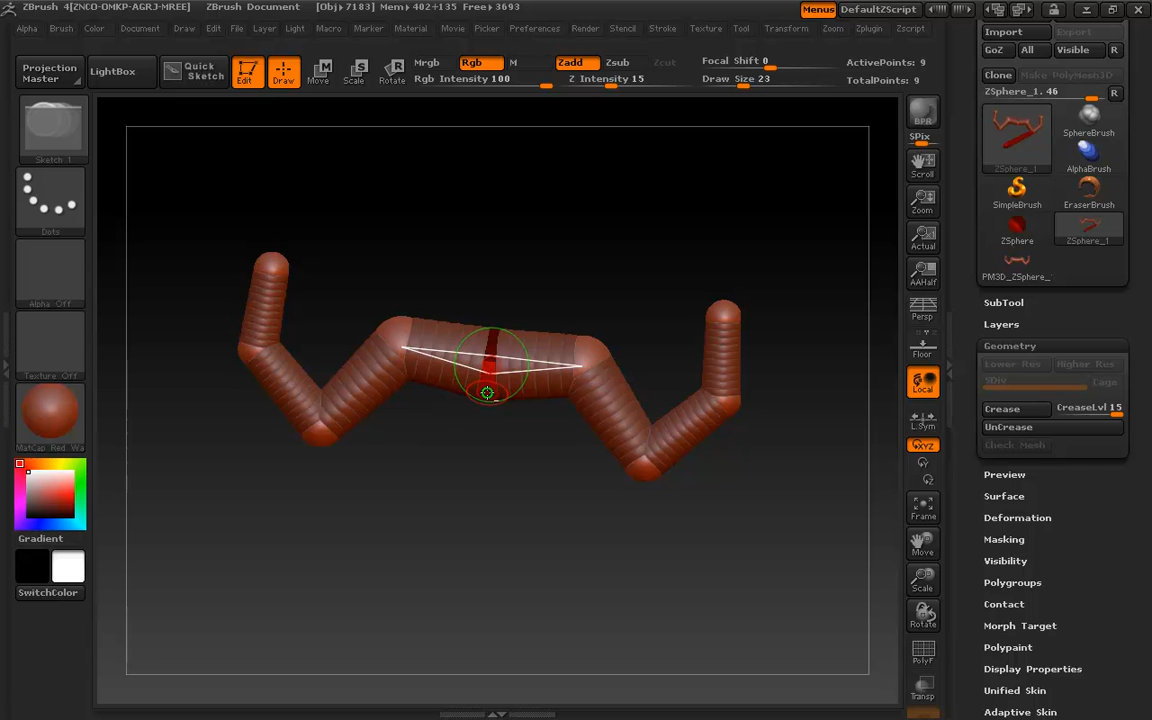 ZBrush 4[ZNCO-OMKP-AGRJ-MREE] ZBrush Document [Obj▸7183] Mem▸402+135 Free▸3693 Menus DefaultZScript
Alpha Brush Color Document Draw Edit File Layer Light Macro Marker Material Movie Picker Preferences Render Stencil Stroke Texture Tool Transform Zoom Zplugin Zscript
Projection Master LightBox Quick Sketch Edit Draw Move Scale Rotate
Mrgb Rgb M
Rgb Intensity 100
Zadd Zsub Zcut
Z Intensity 15
Focal Shift 0
Draw Size 23
ActivePoints: 9
TotalPoints: 9
Sketch 1
Dots
Alpha Off
Texture Off
MatCap Red Wa
Gradient
SwitchColor
BPR
SPix
Scroll
Zoom
Actual
AAHalf
Persp
Floor
Local
L.Sym
XYZ
Frame
Move
Scale
Rotate
PolyF
Transp
Import Export
GoZ All Visible R
Clone Make PolyMesh3D
ZSphere_1. 46 R
ZSphere_1
SphereBrush
AlphaBrush
SimpleBrush EraserBrush
ZSphere ZSphere_1
PM3D_ZSphere_
SubTool
Layers
Geometry
Lower Res Higher Res
SDiv Cage
Crease CreaseLvl 15
UnCrease
Check Mesh
Preview
Surface
Deformation
Masking
Visibility
Polygroups
Contact
Morph Target
Polypaint
Display Properties
Unified Skin
Adaptive Skin